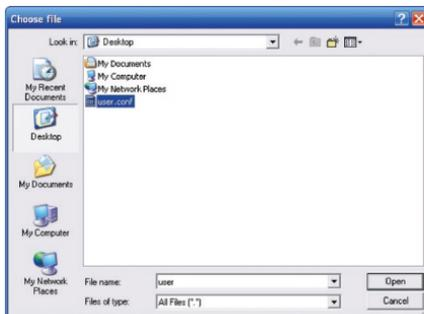 Choose file
Look in:
Desktop
My Recent
Documents
Desktop
My Documents
My Computer
My Network
Places
My Documents
My Computer
My Network Places
user.conf
File name:
user
Open
Files of type:
All Files (*.*)
Cancel